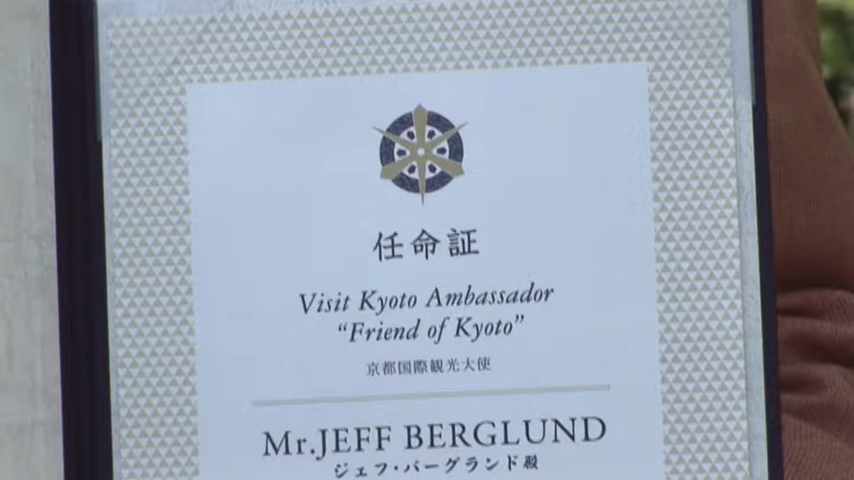 任命証
Visit Kyoto Ambassador
“Friend of Kyoto”
京都国際観光大使
Mr.JEFF BERGLUND
ジェフ・バーグランド殿